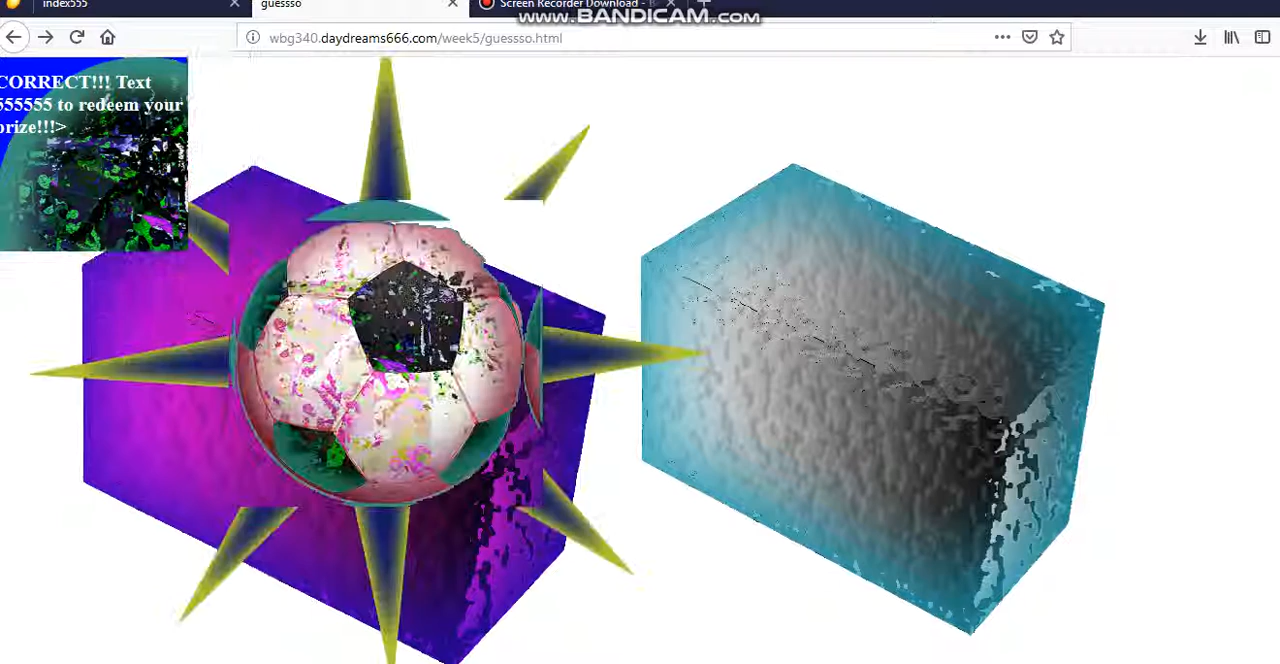 index555
guessso
Screen Recorder Download -
www.BANDICAM.com
wbg340.daydreams666.com/week5/guessso.html
CORRECT!!! Text
555555 to redeem your
prize!!!>